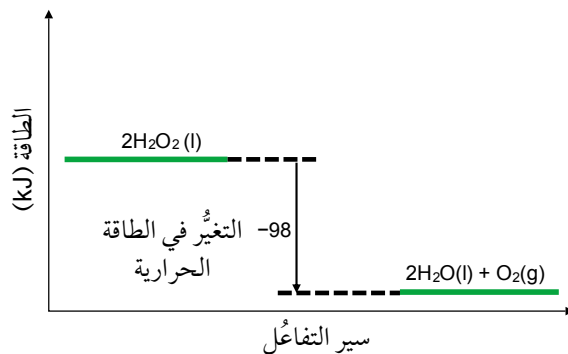 الطاقة (kJ)
2H₂O₂ (l)
التغيُّر في الطاقة −98
الحرارية
2H₂O(l) + O₂(g)
سير التفاعُل